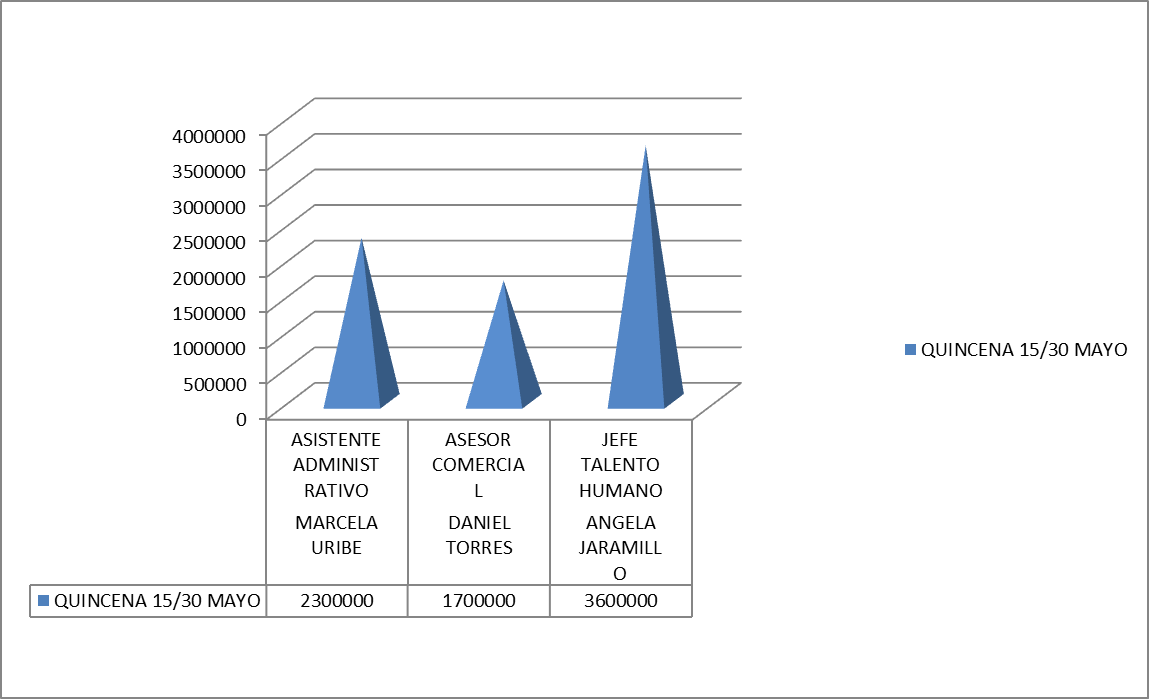 4000000
3500000
3000000
2500000
2000000
1500000
1000000
500000
0
ASISTENTE
ADMINIST
RATIVO
MARCELA
URIBE
ASESOR
COMERCIA
L
DANIEL
TORRES
JEFE
TALENTO
HUMANO
ANGELA
JARAMILL
O
QUINCENA 15/30 MAYO 2300000 1700000 3600000
QUINCENA 15/30 MAYO